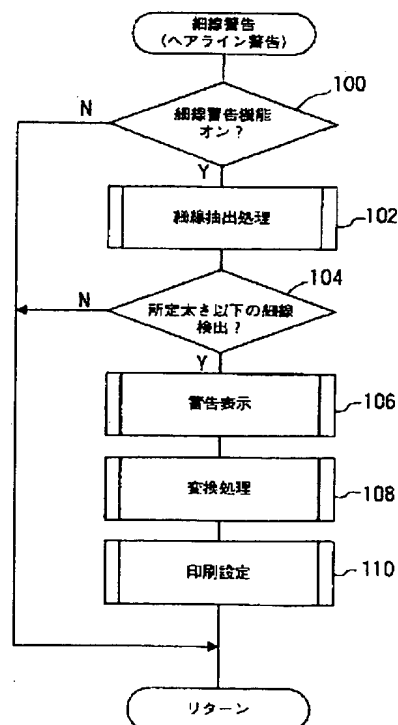 細線警告
(ヘアライン警告)
100
細線警告機能
オン?
N
Y
細線抽出処理
102
104
所定太さ以下の細線
検出?
N
Y
警告表示
106
変換処理
108
印刷設定
110
リターン